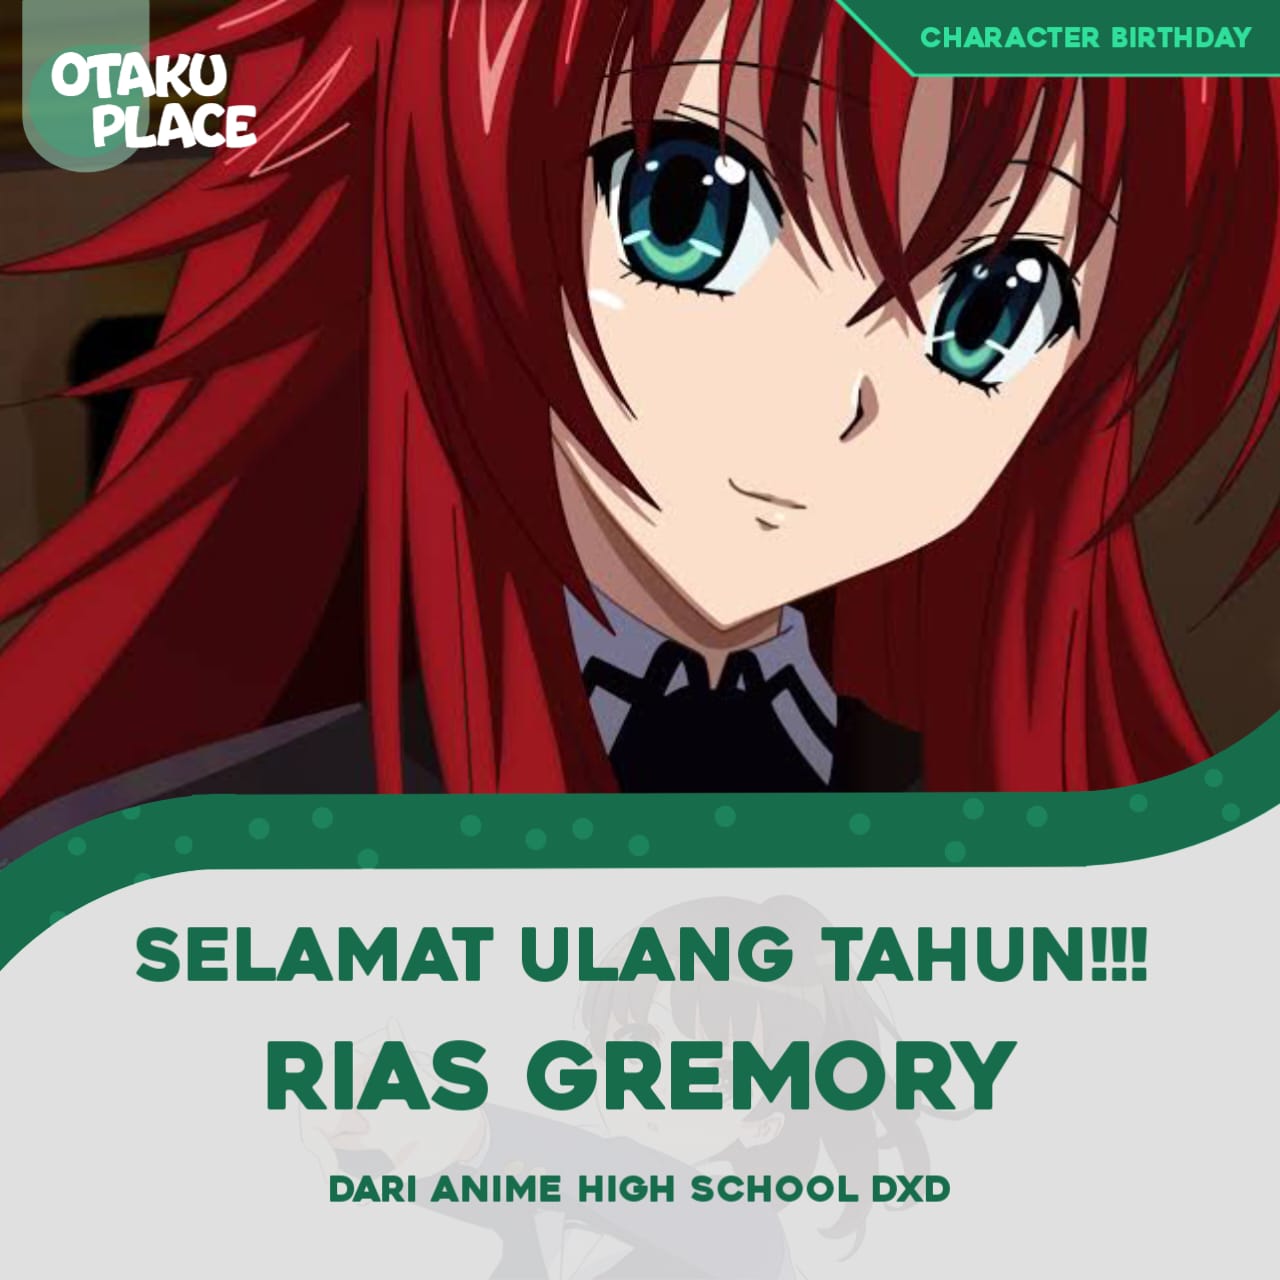 OTAKU
PLACE
CHARACTER BIRTHDAY
SELAMAT ULANG TAHUN!!!
RIAS GREMORY
DARI ANIME HIGH SCHOOL DXD